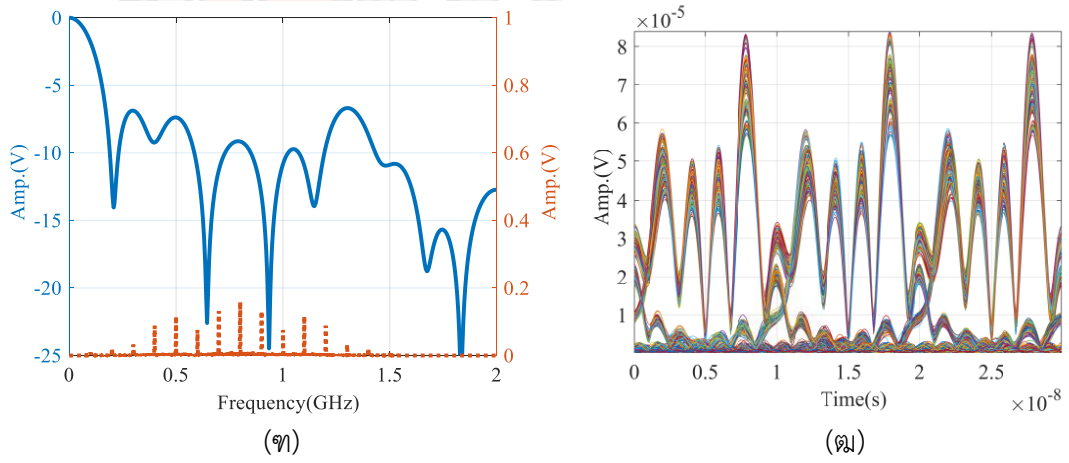 0
-5
-10
-15
-20
-25
Amp.(V)
1
0.8
0.6
0.4
0.2
0
Amp.(V)
0 0.5 1 1.5 2
Frequency(GHz)
(ฑ)
×10⁻⁵
8
7
6
5
4
3
2
1
Amp.(V)
0 0.5 1 1.5 2 2.5
Time(s)
×10⁻⁸
(ฒ)